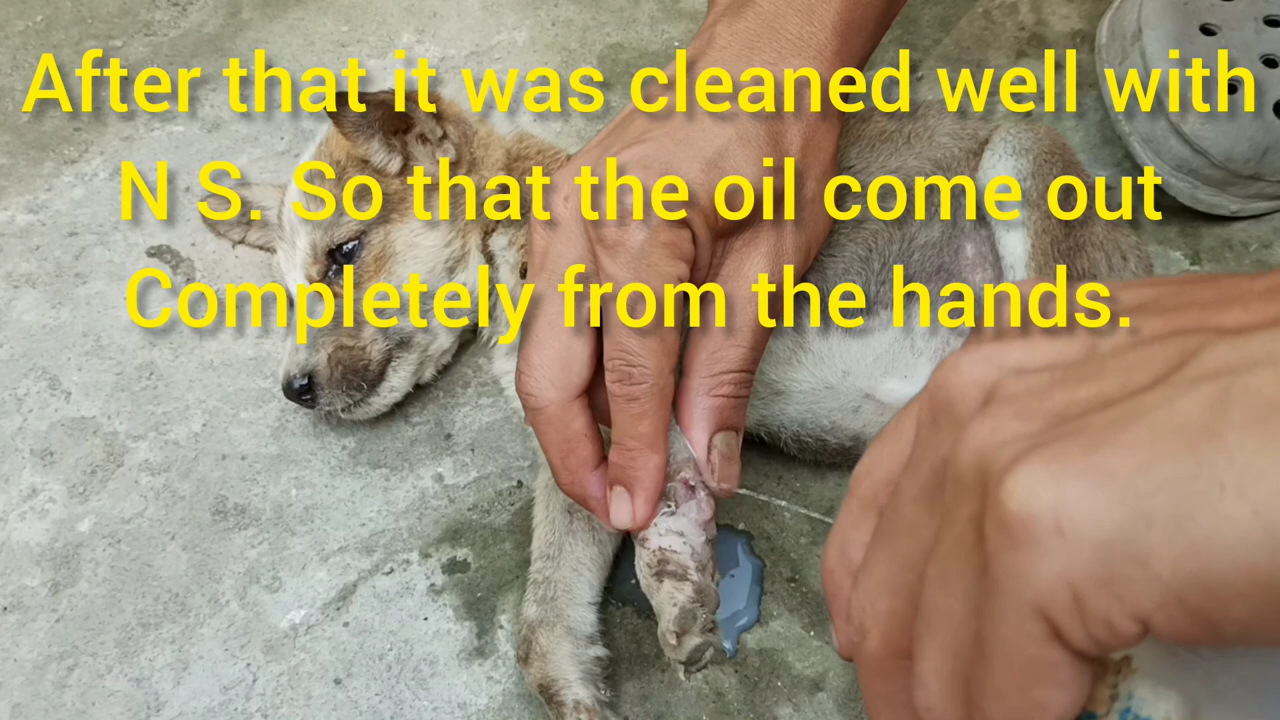 After that it was cleaned well with
N S. So that the oil come out
Completely from the hands.